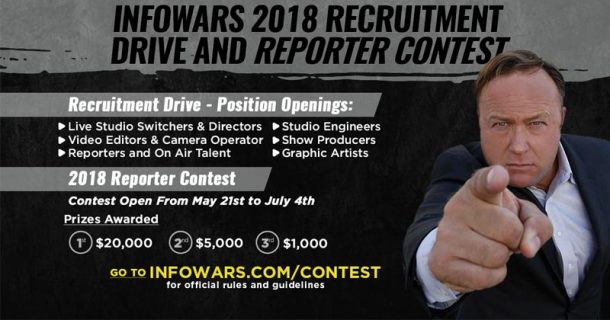 INFOWARS 2018 RECRUITMENT
DRIVE AND REPORTER CONTEST
Recruitment Drive - Position Openings:
▶ Live Studio Switchers & Directors
▶ Video Editors & Camera Operator
▶ Reporters and On Air Talent
▶ Studio Engineers
▶ Show Producers
▶ Graphic Artists
2018 Reporter Contest
Contest Open From May 21st to July 4th
Prizes Awarded
1st $20,000 2nd $5,000 3rd $1,000
GO TO INFOWARS.COM/CONTEST
for official rules and guidelines